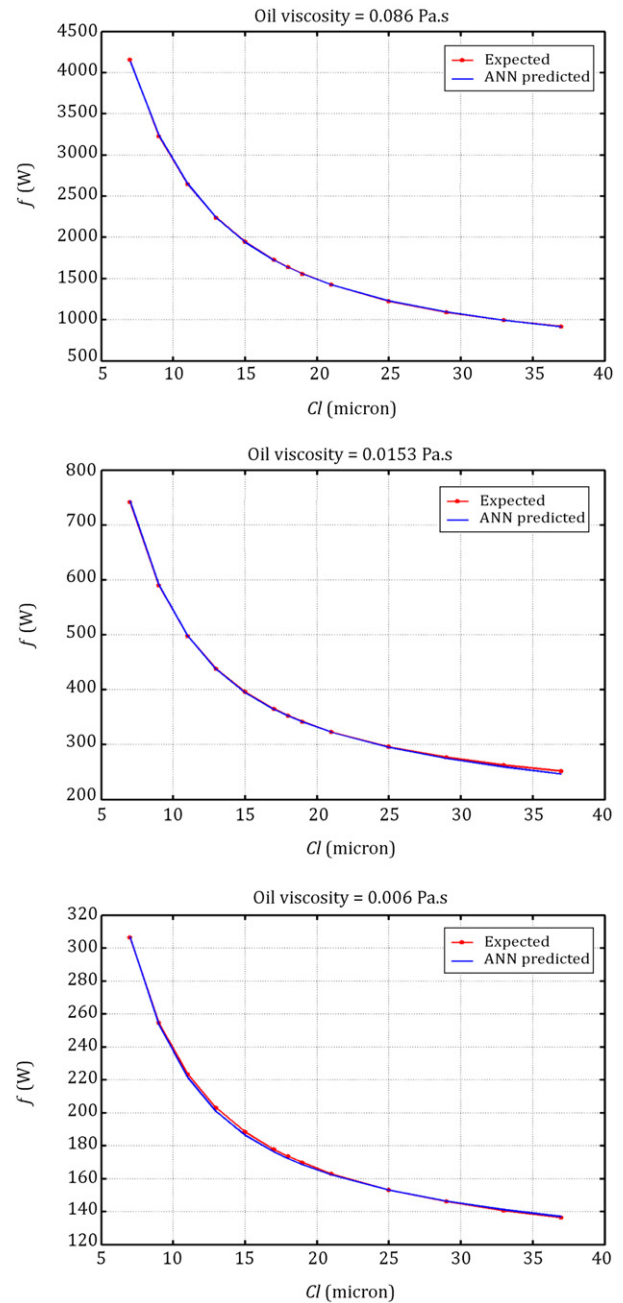 Oil viscosity = 0.086 Pa.s
4500
4000
3500
3000
2500
2000
1500
1000
500
f (W)
Expected
ANN predicted
5 10 15 20 25 30 35 40
Cl (micron)
Oil viscosity = 0.0153 Pa.s
800
700
600
500
400
300
200
f (W)
Expected
ANN predicted
5 10 15 20 25 30 35 40
Cl (micron)
Oil viscosity = 0.006 Pa.s
320
300
280
260
240
220
200
180
160
140
120
f (W)
Expected
ANN predicted
5 10 15 20 25 30 35 40
Cl (micron)